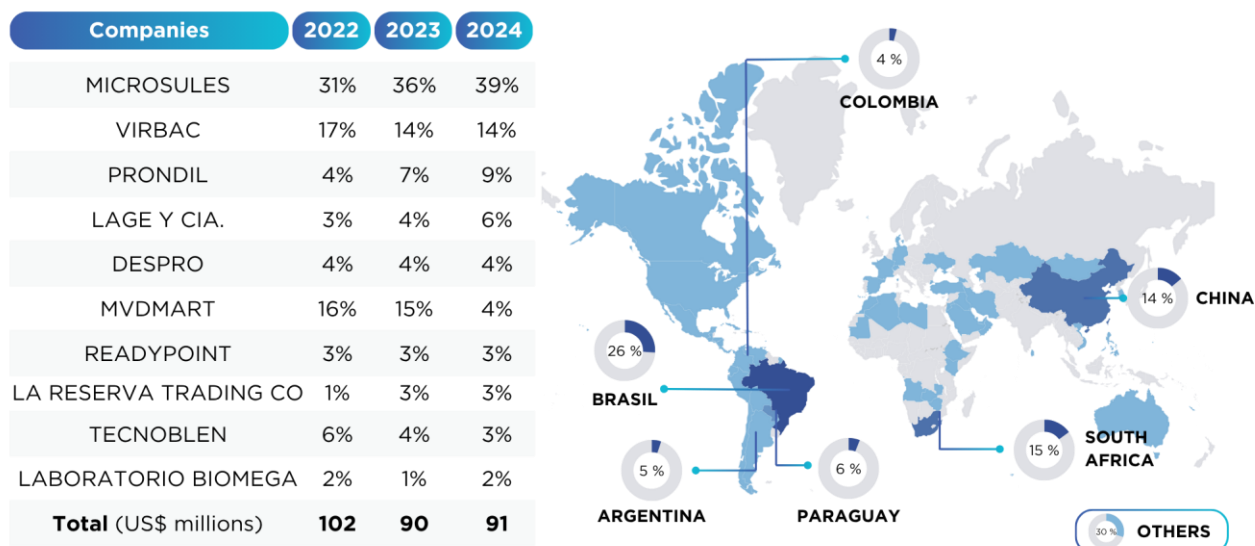 Companies 2022 2023 2024
MICROSULES 31% 36% 39%
VIRBAC 17% 14% 14%
PRONDIL 4% 7% 9%
LAGE Y CIA. 3% 4% 6%
DESPRO 4% 4% 4%
MVDMART 16% 15% 4%
READYPOINT 3% 3% 3%
LA RESERVA TRADING CO 1% 3% 3%
TECNOBLEN 6% 4% 3%
LABORATORIO BIOMEGA 2% 1% 2%
Total (US$ millions) 102 90 91
4 %
COLOMBIA
14 %
CHINA
26 %
BRASIL
15 %
SOUTH
AFRICA
5 %
ARGENTINA
6 %
PARAGUAY
30 %
OTHERS